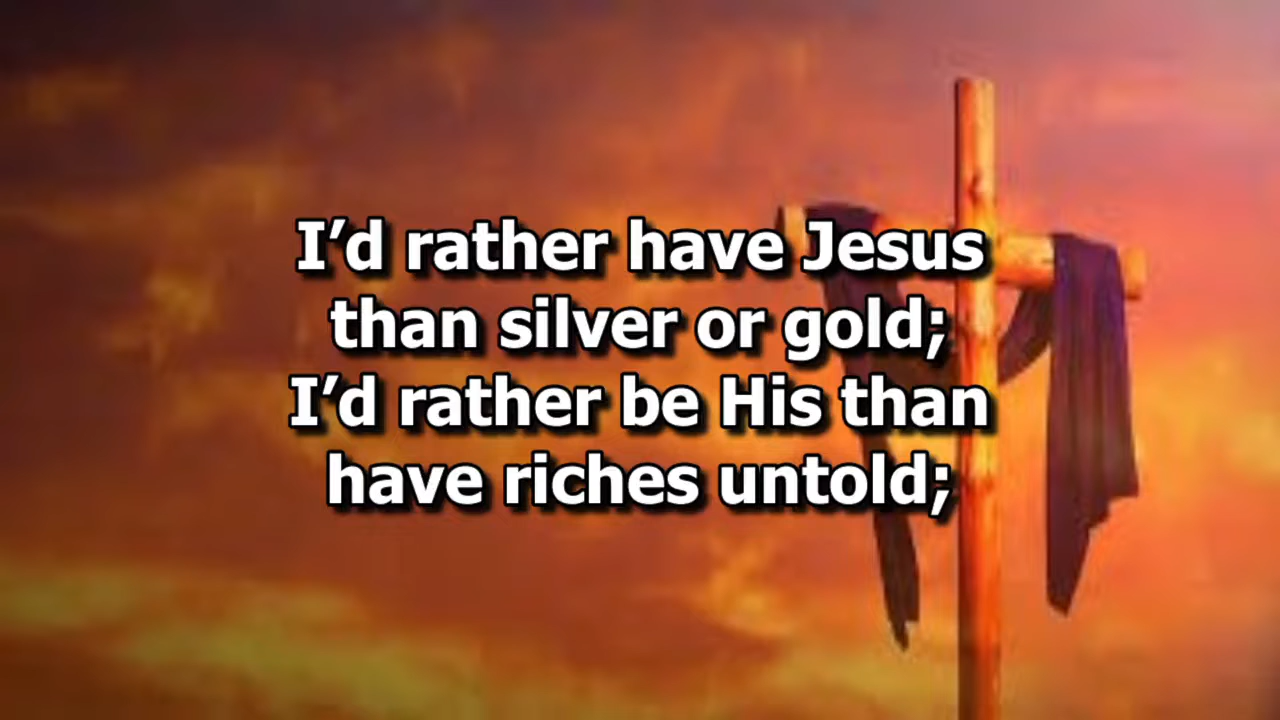 I’d rather have Jesus
than silver or gold;
I’d rather be His than
have riches untold;